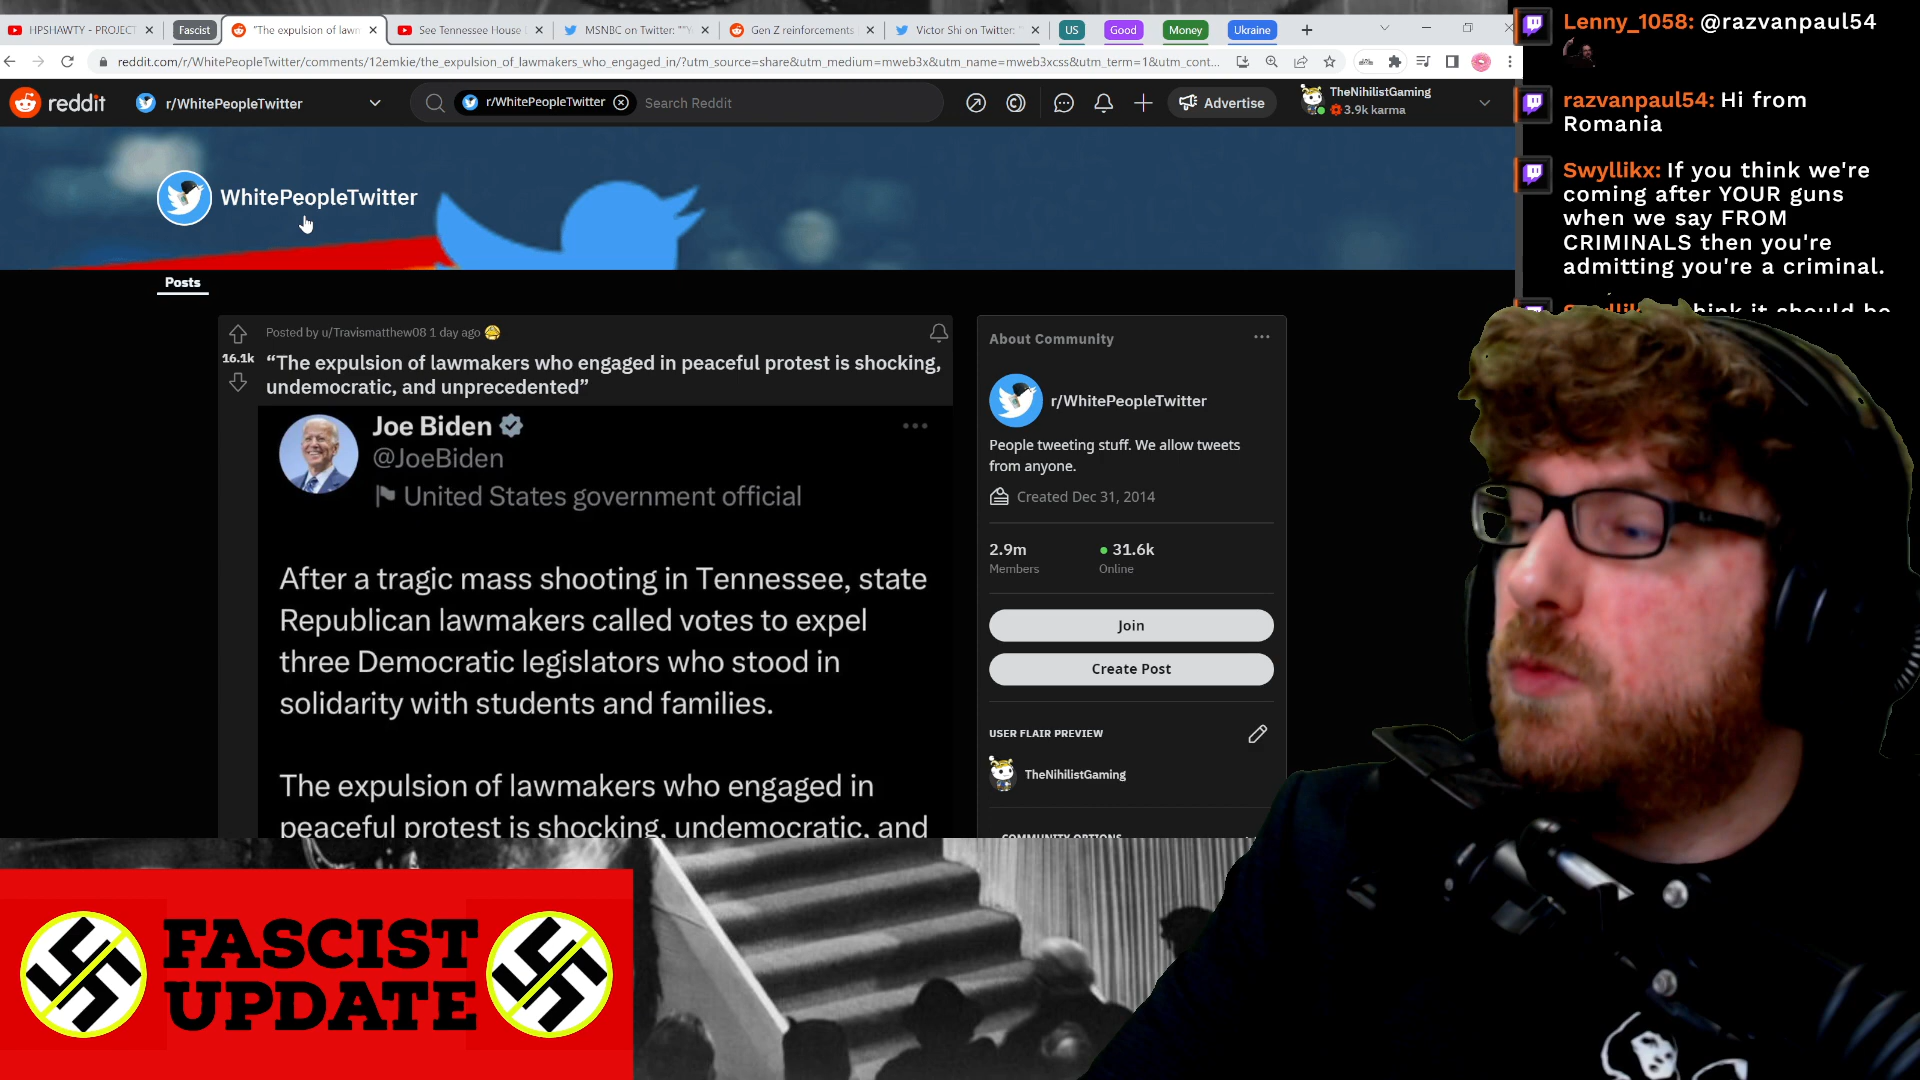 HPSHAWTY - PROJECT
Fascist
"The expulsion of lawm
See Tennessee House
MSNBC on Twitter: "
Gen Z reinforcements
Victor Shi on Twitter: "
US
Good
Money
Ukraine
reddit.com/r/WhitePeopleTwitter/comments/12emkie/the_expulsion_of_lawmakers_who_engaged_in/?utm_source=share&utm_medium=mweb3x&utm_name=mweb3xcss&utm_term=1&utm_cont...
reddit
r/WhitePeopleTwitter
r/WhitePeopleTwitter
Search Reddit
Advertise
TheNihilistGaming
3.9k karma
WhitePeopleTwitter
Posts
Posted by u/Travismatthew08 1 day ago
16.1k
“The expulsion of lawmakers who engaged in peaceful protest is shocking,
undemocratic, and unprecedented”
Joe Biden
@JoeBiden
United States government official
After a tragic mass shooting in Tennessee, state
Republican lawmakers called votes to expel
three Democratic legislators who stood in
solidarity with students and families.
The expulsion of lawmakers who engaged in
peaceful protest is shocking, undemocratic, and
About Community
r/WhitePeopleTwitter
People tweeting stuff. We allow tweets
from anyone.
Created Dec 31, 2014
2.9m
Members
31.6k
Online
Join
Create Post
USER FLAIR PREVIEW
TheNihilistGaming
COMMUNITY OPTIONS
Lenny_1058: @razvanpaul54
razvanpaul54: Hi from
Romania
Swyllikx: If you think we're
coming after YOUR guns
when we say FROM
CRIMINALS then you're
admitting you're a criminal.
it should be
FASCIST
UPDATE